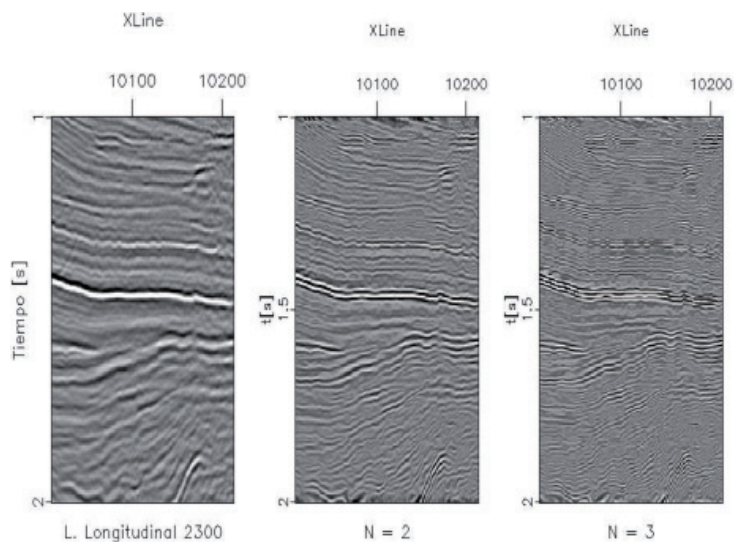 XLine
10100 10200
1
Tiempo [s]
2
L. Longitudinal 2300
XLine
10100 10200
1
t[s]
1.5
2
N = 2
XLine
10100 10200
1
t[s]
1.5
2
N = 3